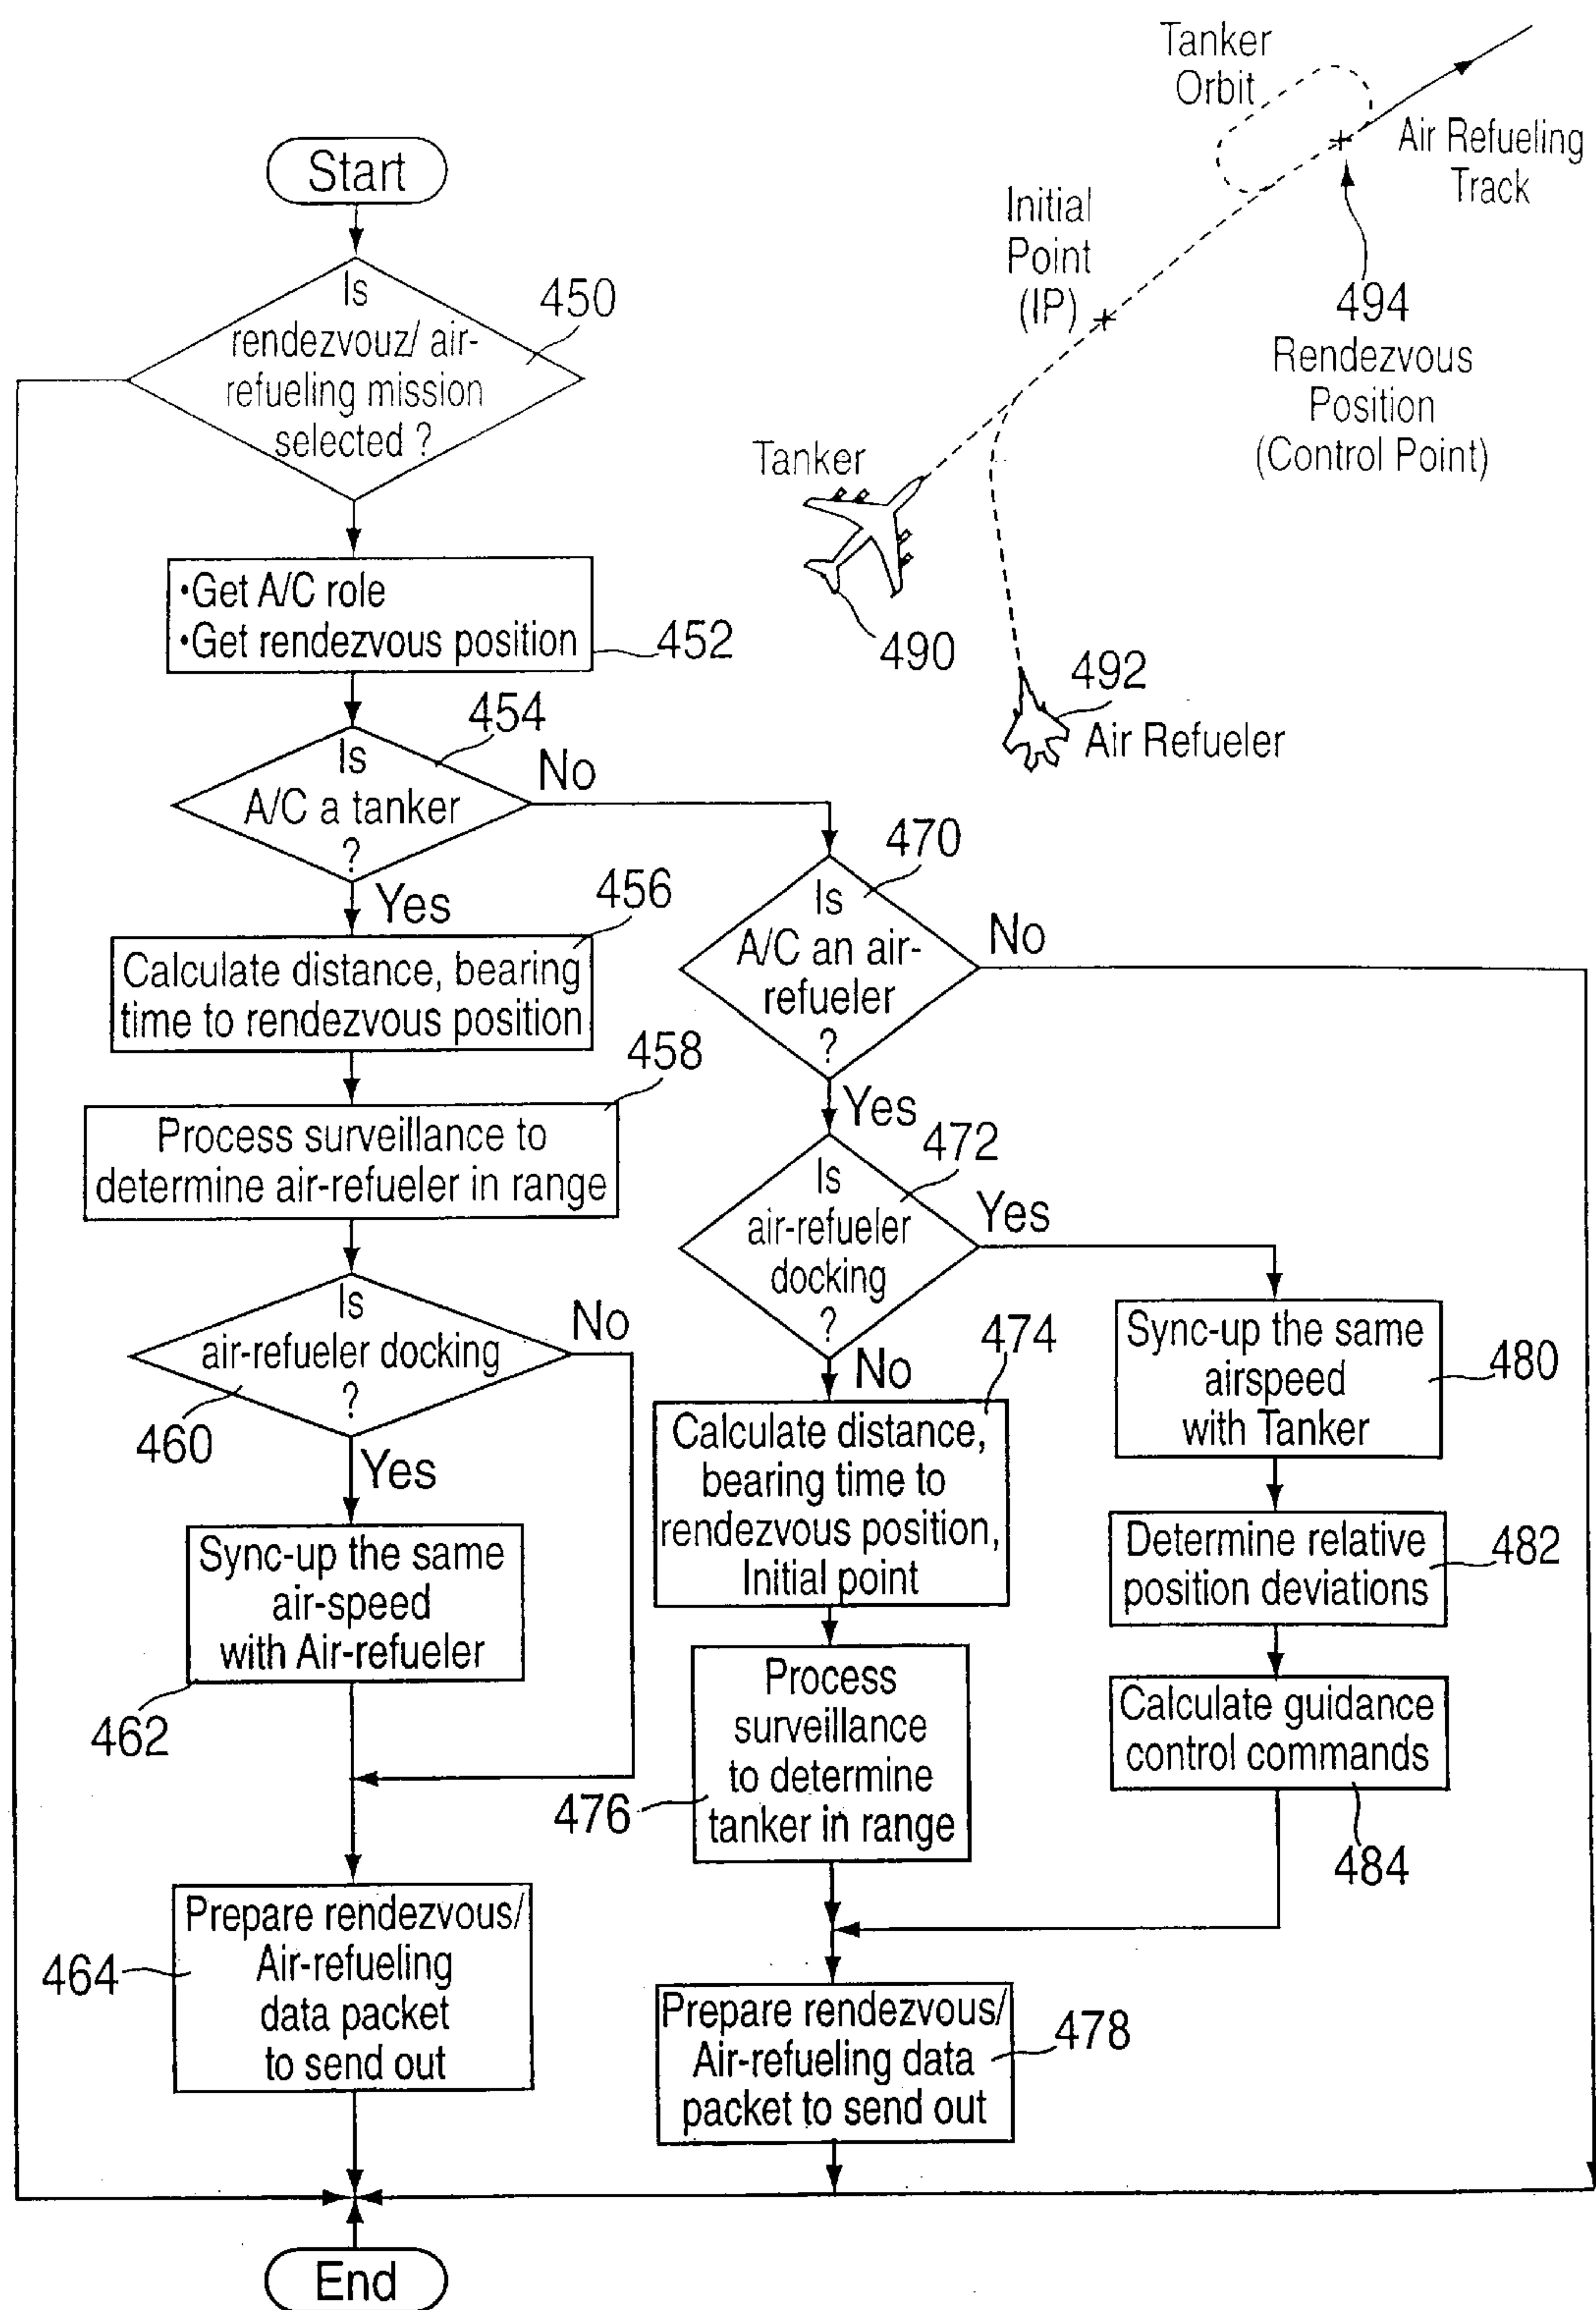 Tanker
Orbit
Air Refueling
Track
Initial
Point
(IP)
494
Rendezvous
Position
(Control Point)
Tanker
490
492
Air Refueler
Start
Is
rendezvouz/ air-
refueling mission
selected ?
450
•Get A/C role
•Get rendezvous position
452
454
Is
A/C a tanker
?
No
Yes
456
Calculate distance, bearing
time to rendezvous position
458
Process surveillance to
determine air-refueler in range
Is
air-refueler docking
?
No
460
Yes
Sync-up the same
air-speed
with Air-refueler
462
Prepare rendezvous/
Air-refueling
data packet
to send out
464
470
Is
A/C an air-
refueler
?
No
Yes
472
Is
air-refueler
docking
?
Yes
No
474
Calculate distance,
bearing time to
rendezvous position,
Initial point
Process
surveillance
to determine
tanker in range
476
Sync-up the same
airspeed
with Tanker
480
Determine relative
position deviations
482
Calculate guidance
control commands
484
Prepare rendezvous/
Air-refueling data
packet to send out
478
End